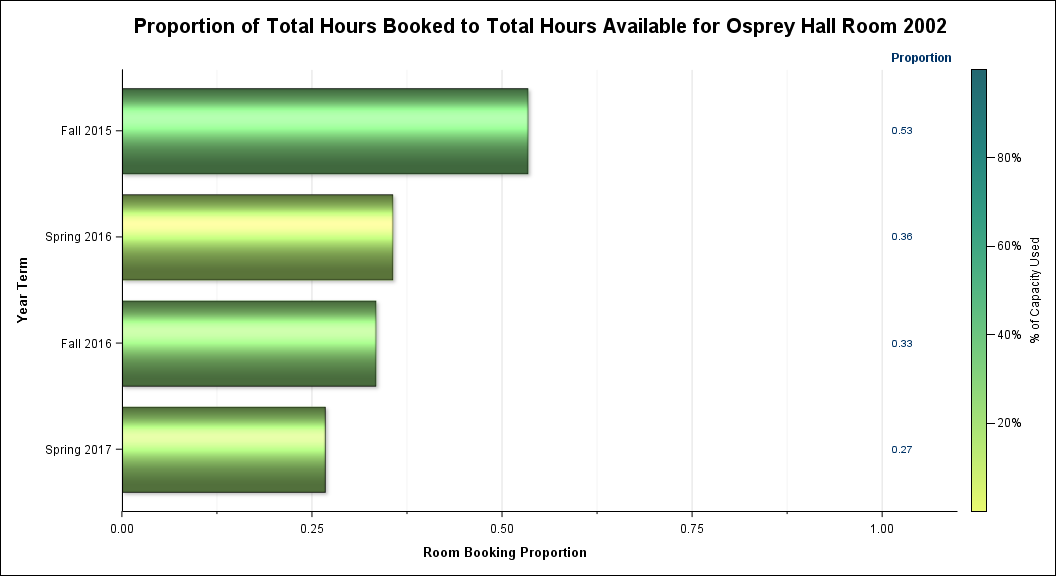 Proportion of Total Hours Booked to Total Hours Available for Osprey Hall Room 2002
Proportion
Fall 2015
0.53
80%
Spring 2016
0.36
60%
Year Term
% of Capacity Used
Fall 2016
0.33
40%
20%
Spring 2017
0.27
0.00
0.25
0.50
0.75
1.00
Room Booking Proportion